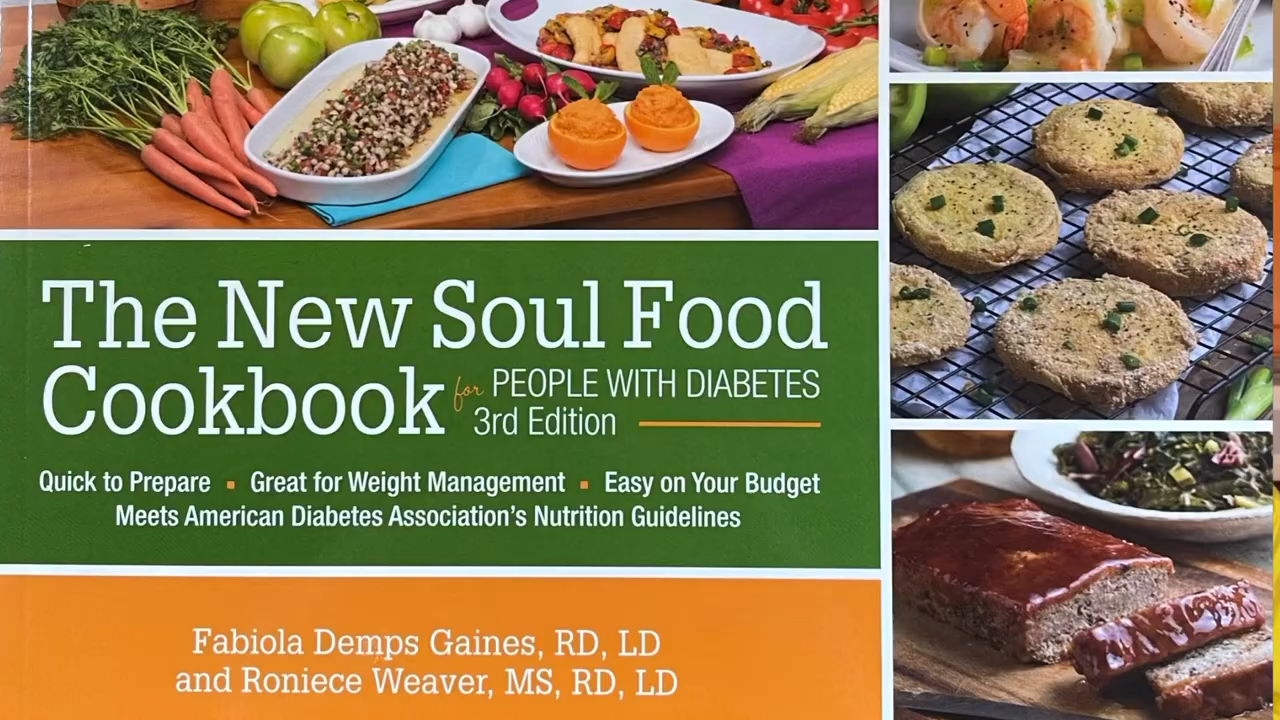 The New Soul Food
Cookbook for PEOPLE WITH DIABETES
3rd Edition
Quick to Prepare ▪ Great for Weight Management ▪ Easy on Your Budget
Meets American Diabetes Association's Nutrition Guidelines
Fabiola Demps Gaines, RD, LD
and Roniece Weaver, MS, RD, LD